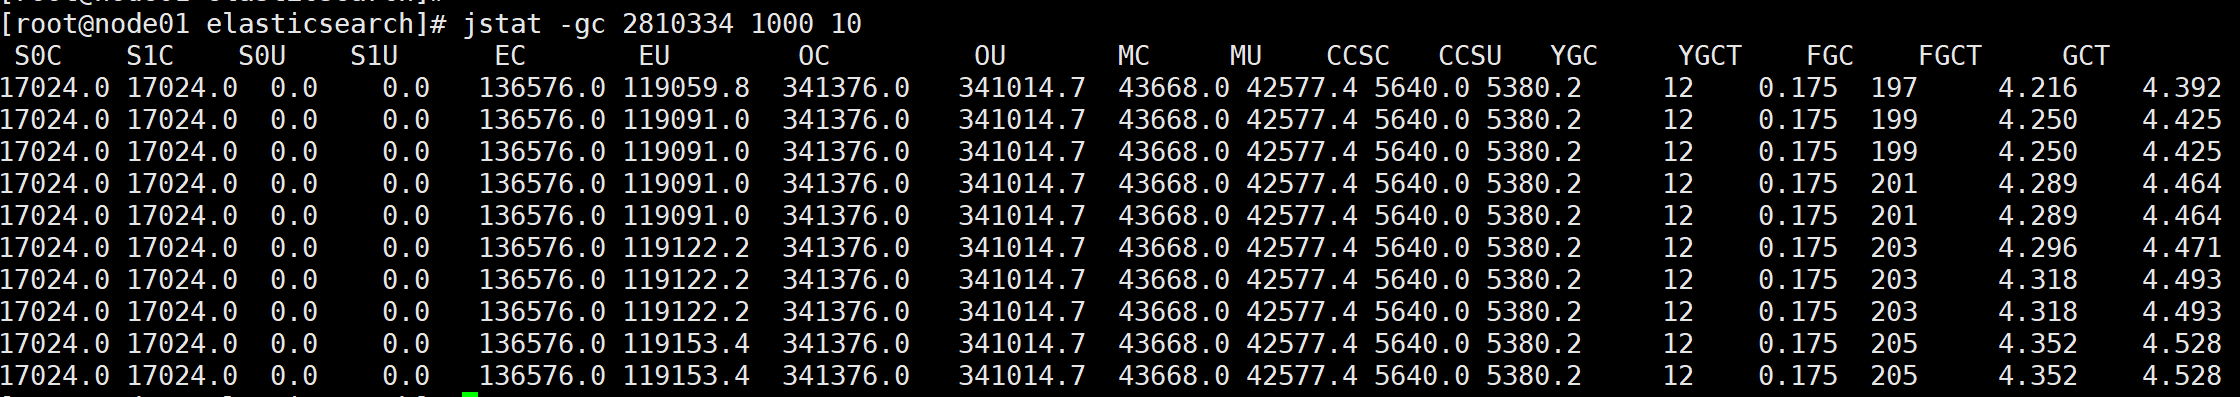 [root@node01 elasticsearch]#
[root@node01 elasticsearch]# jstat -gc 2810334 1000 10
S0C S1C S0U S1U EC EU OC OU MC MU CCSC CCSU YGC YGCT FGC FGCT GCT
17024.0 17024.0 0.0 0.0 136576.0 119059.8 341376.0 341014.7 43668.0 42577.4 5640.0 5380.2 12 0.175 197 4.216 4.392
17024.0 17024.0 0.0 0.0 136576.0 119091.0 341376.0 341014.7 43668.0 42577.4 5640.0 5380.2 12 0.175 199 4.250 4.425
17024.0 17024.0 0.0 0.0 136576.0 119091.0 341376.0 341014.7 43668.0 42577.4 5640.0 5380.2 12 0.175 199 4.250 4.425
17024.0 17024.0 0.0 0.0 136576.0 119091.0 341376.0 341014.7 43668.0 42577.4 5640.0 5380.2 12 0.175 201 4.289 4.464
17024.0 17024.0 0.0 0.0 136576.0 119091.0 341376.0 341014.7 43668.0 42577.4 5640.0 5380.2 12 0.175 201 4.289 4.464
17024.0 17024.0 0.0 0.0 136576.0 119122.2 341376.0 341014.7 43668.0 42577.4 5640.0 5380.2 12 0.175 203 4.296 4.471
17024.0 17024.0 0.0 0.0 136576.0 119122.2 341376.0 341014.7 43668.0 42577.4 5640.0 5380.2 12 0.175 203 4.318 4.493
17024.0 17024.0 0.0 0.0 136576.0 119122.2 341376.0 341014.7 43668.0 42577.4 5640.0 5380.2 12 0.175 203 4.318 4.493
17024.0 17024.0 0.0 0.0 136576.0 119153.4 341376.0 341014.7 43668.0 42577.4 5640.0 5380.2 12 0.175 205 4.352 4.528
17024.0 17024.0 0.0 0.0 136576.0 119153.4 341376.0 341014.7 43668.0 42577.4 5640.0 5380.2 12 0.175 205 4.352 4.528